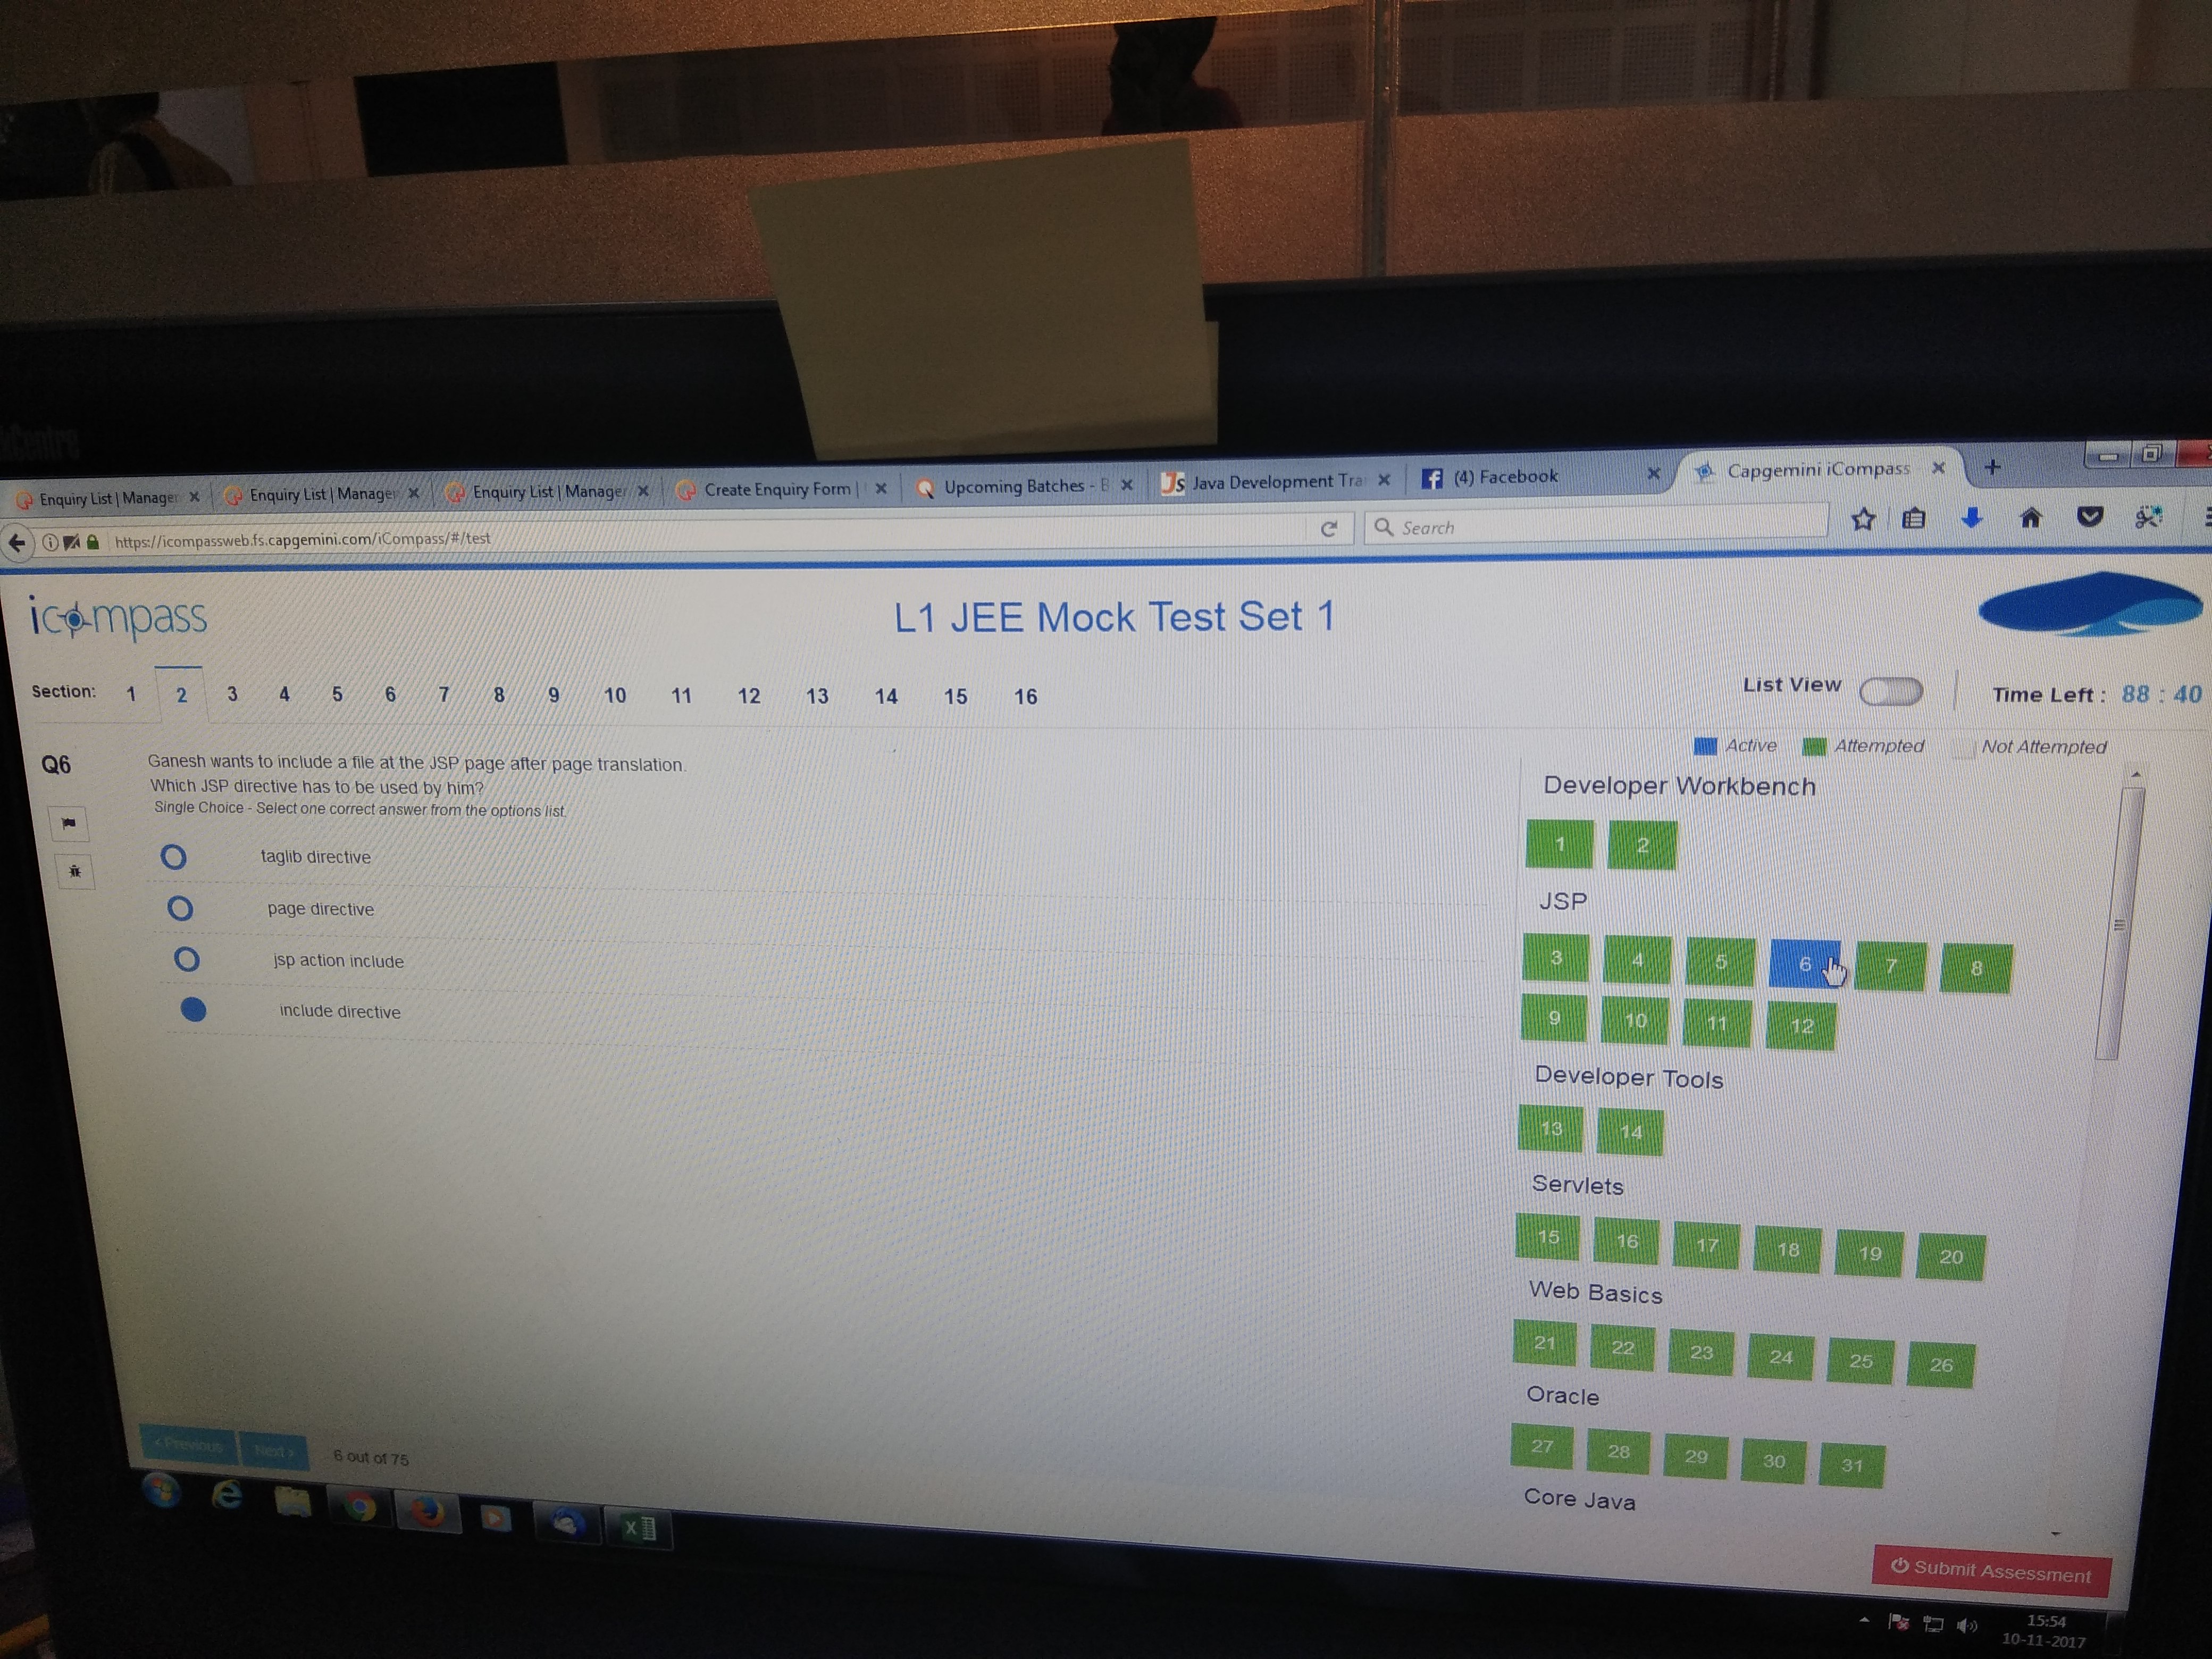 Enquiry List | Manager
Enquiry List | Manager
Enquiry List | Manager
Create Enquiry Form |
Upcoming Batches - B
Java Development Tra
(4) Facebook
Capgemini iCompass
https://icompassweb.fs.capgemini.com/iCompass/#/test
Search
icompass
L1 JEE Mock Test Set 1
Section: 1 2 3 4 5 6 7 8 9 10 11 12 13 14 15 16
List View
Time Left : 88 : 40
Active Attempted Not Attempted
Q6
Ganesh wants to include a file at the JSP page after page translation.
Which JSP directive has to be used by him?
Single Choice - Select one correct answer from the options list.
taglib directive
page directive
jsp action include
include directive
Developer Workbench
1 2
JSP
3 4 5 6 7 8
9 10 11 12
Developer Tools
13 14
Servlets
15 16 17 18 19 20
Web Basics
21 22 23 24 25 26
Oracle
27 28 29 30 31
Core Java
< Previous Next >
6 out of 75
Submit Assessment
15:54
10-11-2017